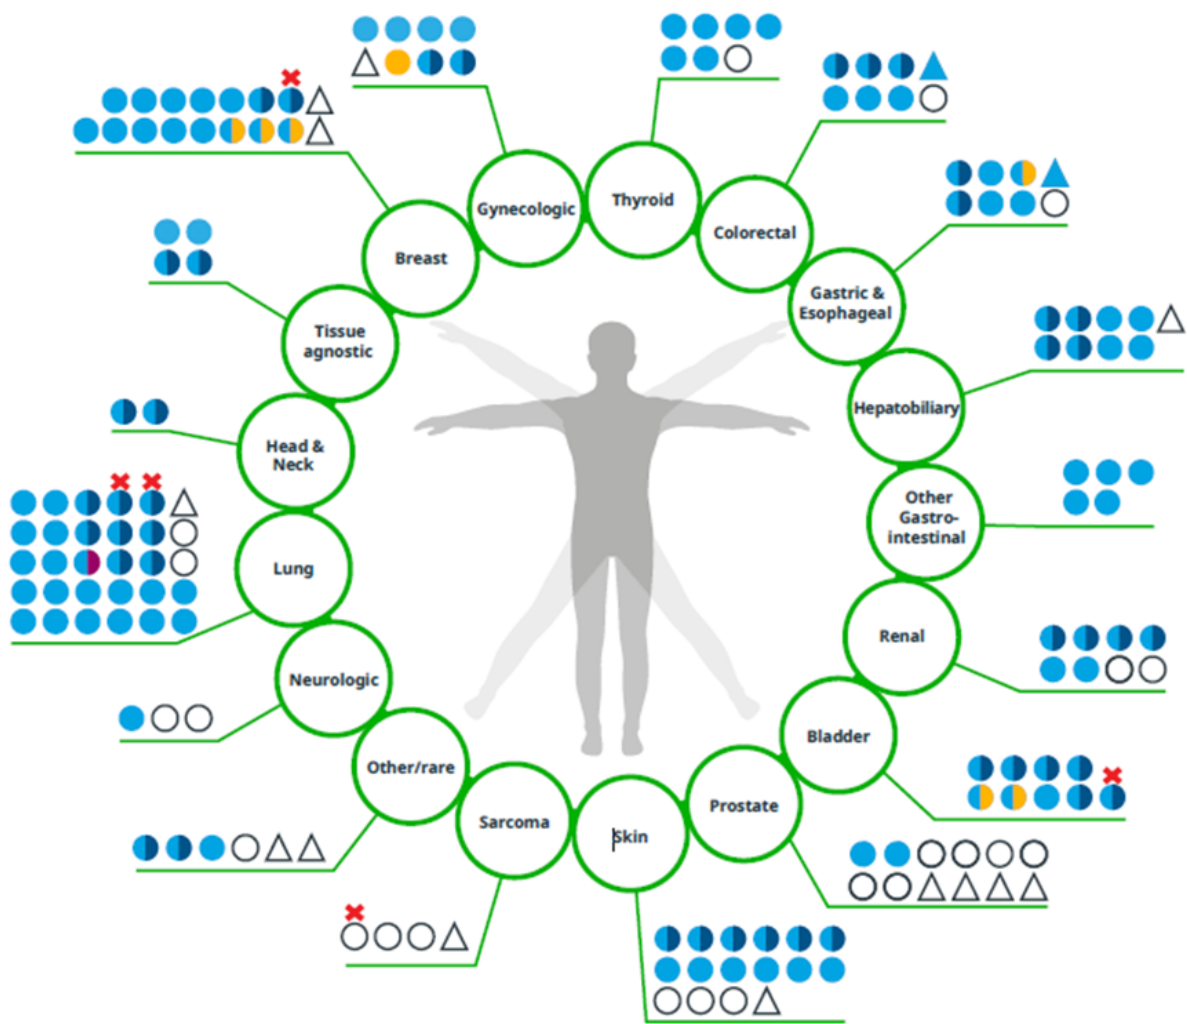 Gynecologic
Thyroid
Colorectal
Breast
Gastric &
Esophageal
Tissue
agnostic
Hepatobiliary
Head &
Neck
Other
Gastro-
intestinal
Lung
Renal
Neurologic
Bladder
Other/rare
Prostate
Sarcoma
Skin